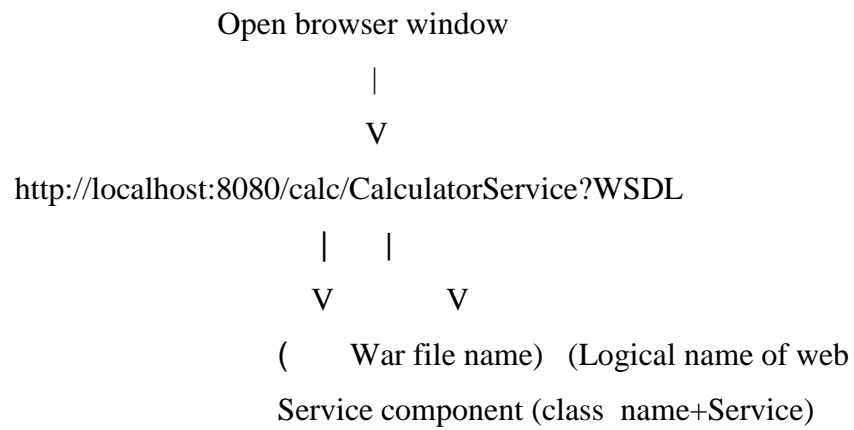 Open browser window
|
V
http://localhost:8080/calc/CalculatorService?WSDL
| |
V V
( War file name) (Logical name of web
Service component (class name+Service)